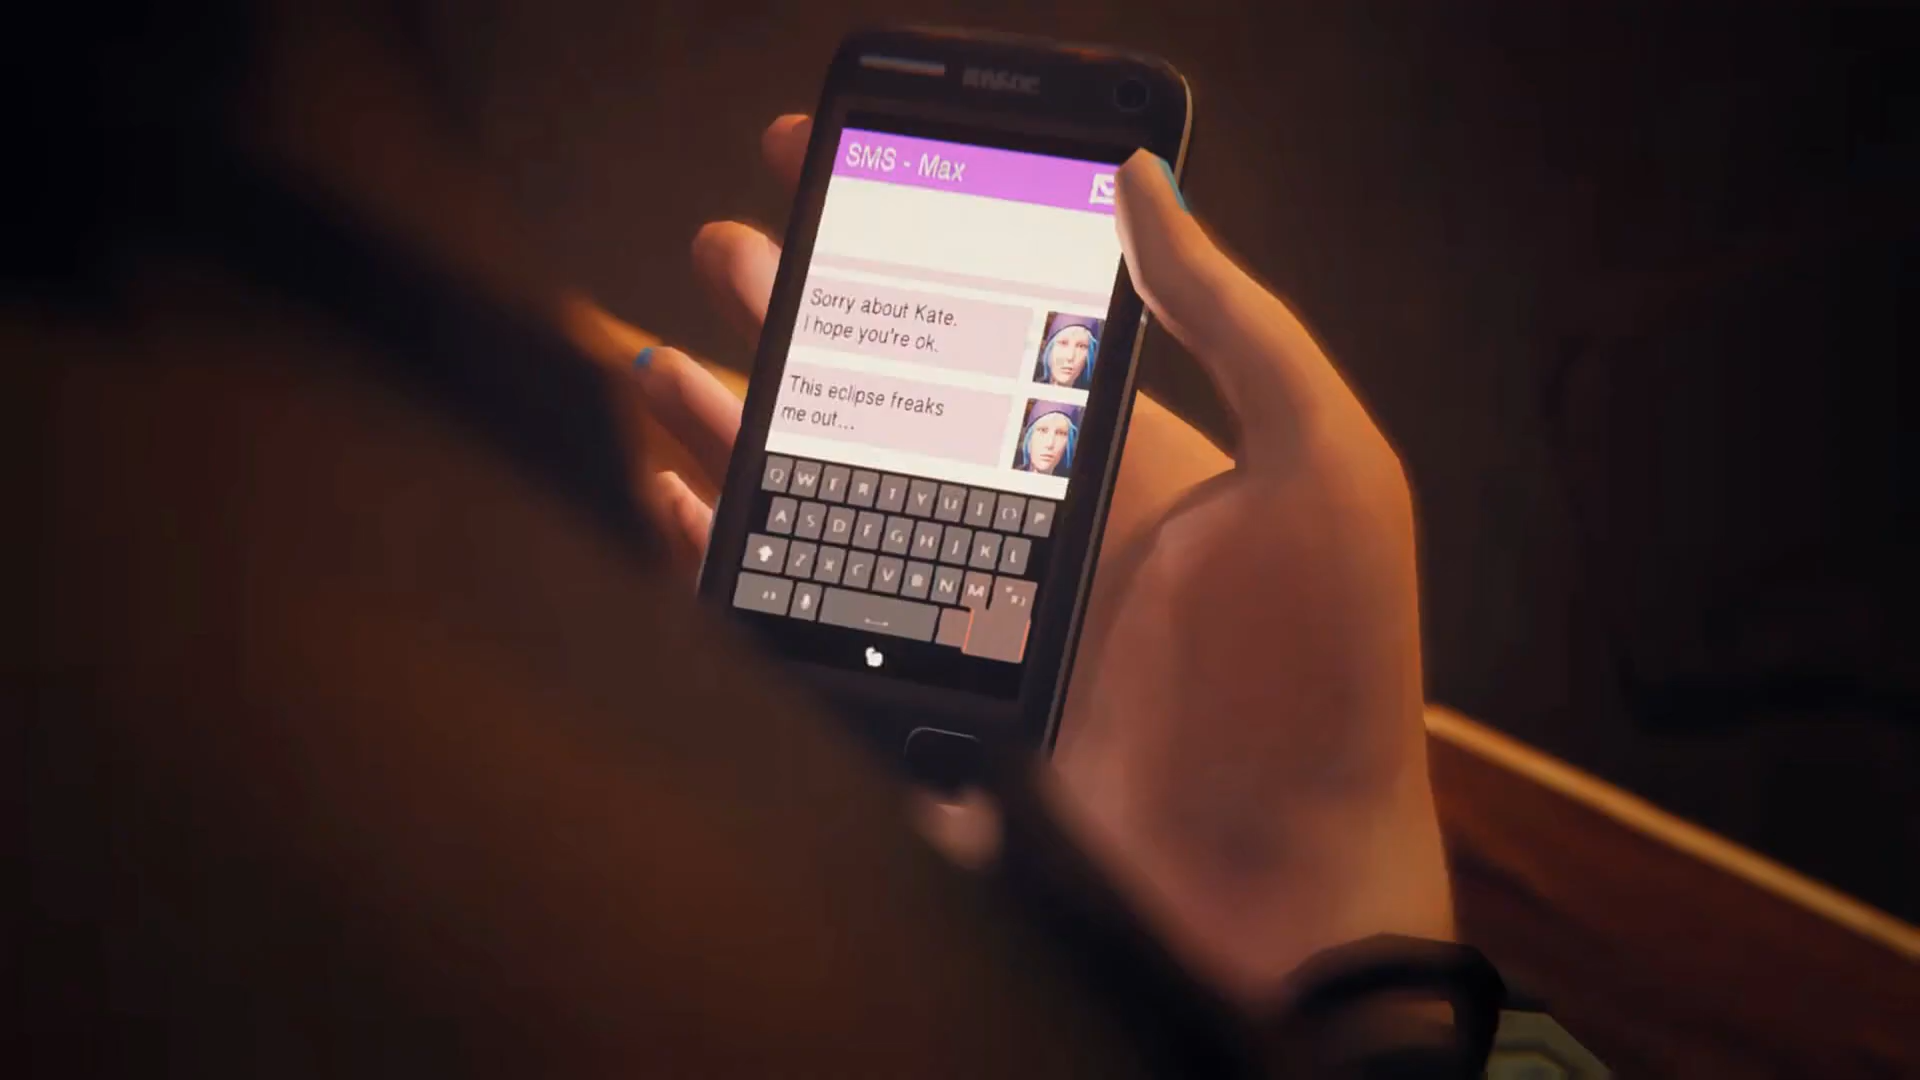 SMS - Max
Sorry about Kate.
I hope you're ok.
This eclipse freaks
me out...
Q W E R T Y U I O P
A S D F G H J K L
Z X C V B N M